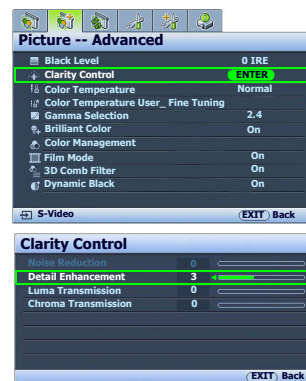 Picture -- Advanced
Black Level 0 IRE
Clarity Control ENTER
Color Temperature Normal
Color Temperature User_ Fine Tuning
Gamma Selection 2.4
Brilliant Color On
Color Management
Film Mode On
3D Comb Filter On
Dynamic Black On
S-Video EXIT Back
Clarity Control
Noise Reduction 0
Detail Enhancement 3
Luma Transmission 0
Chroma Transmission 0
EXIT Back